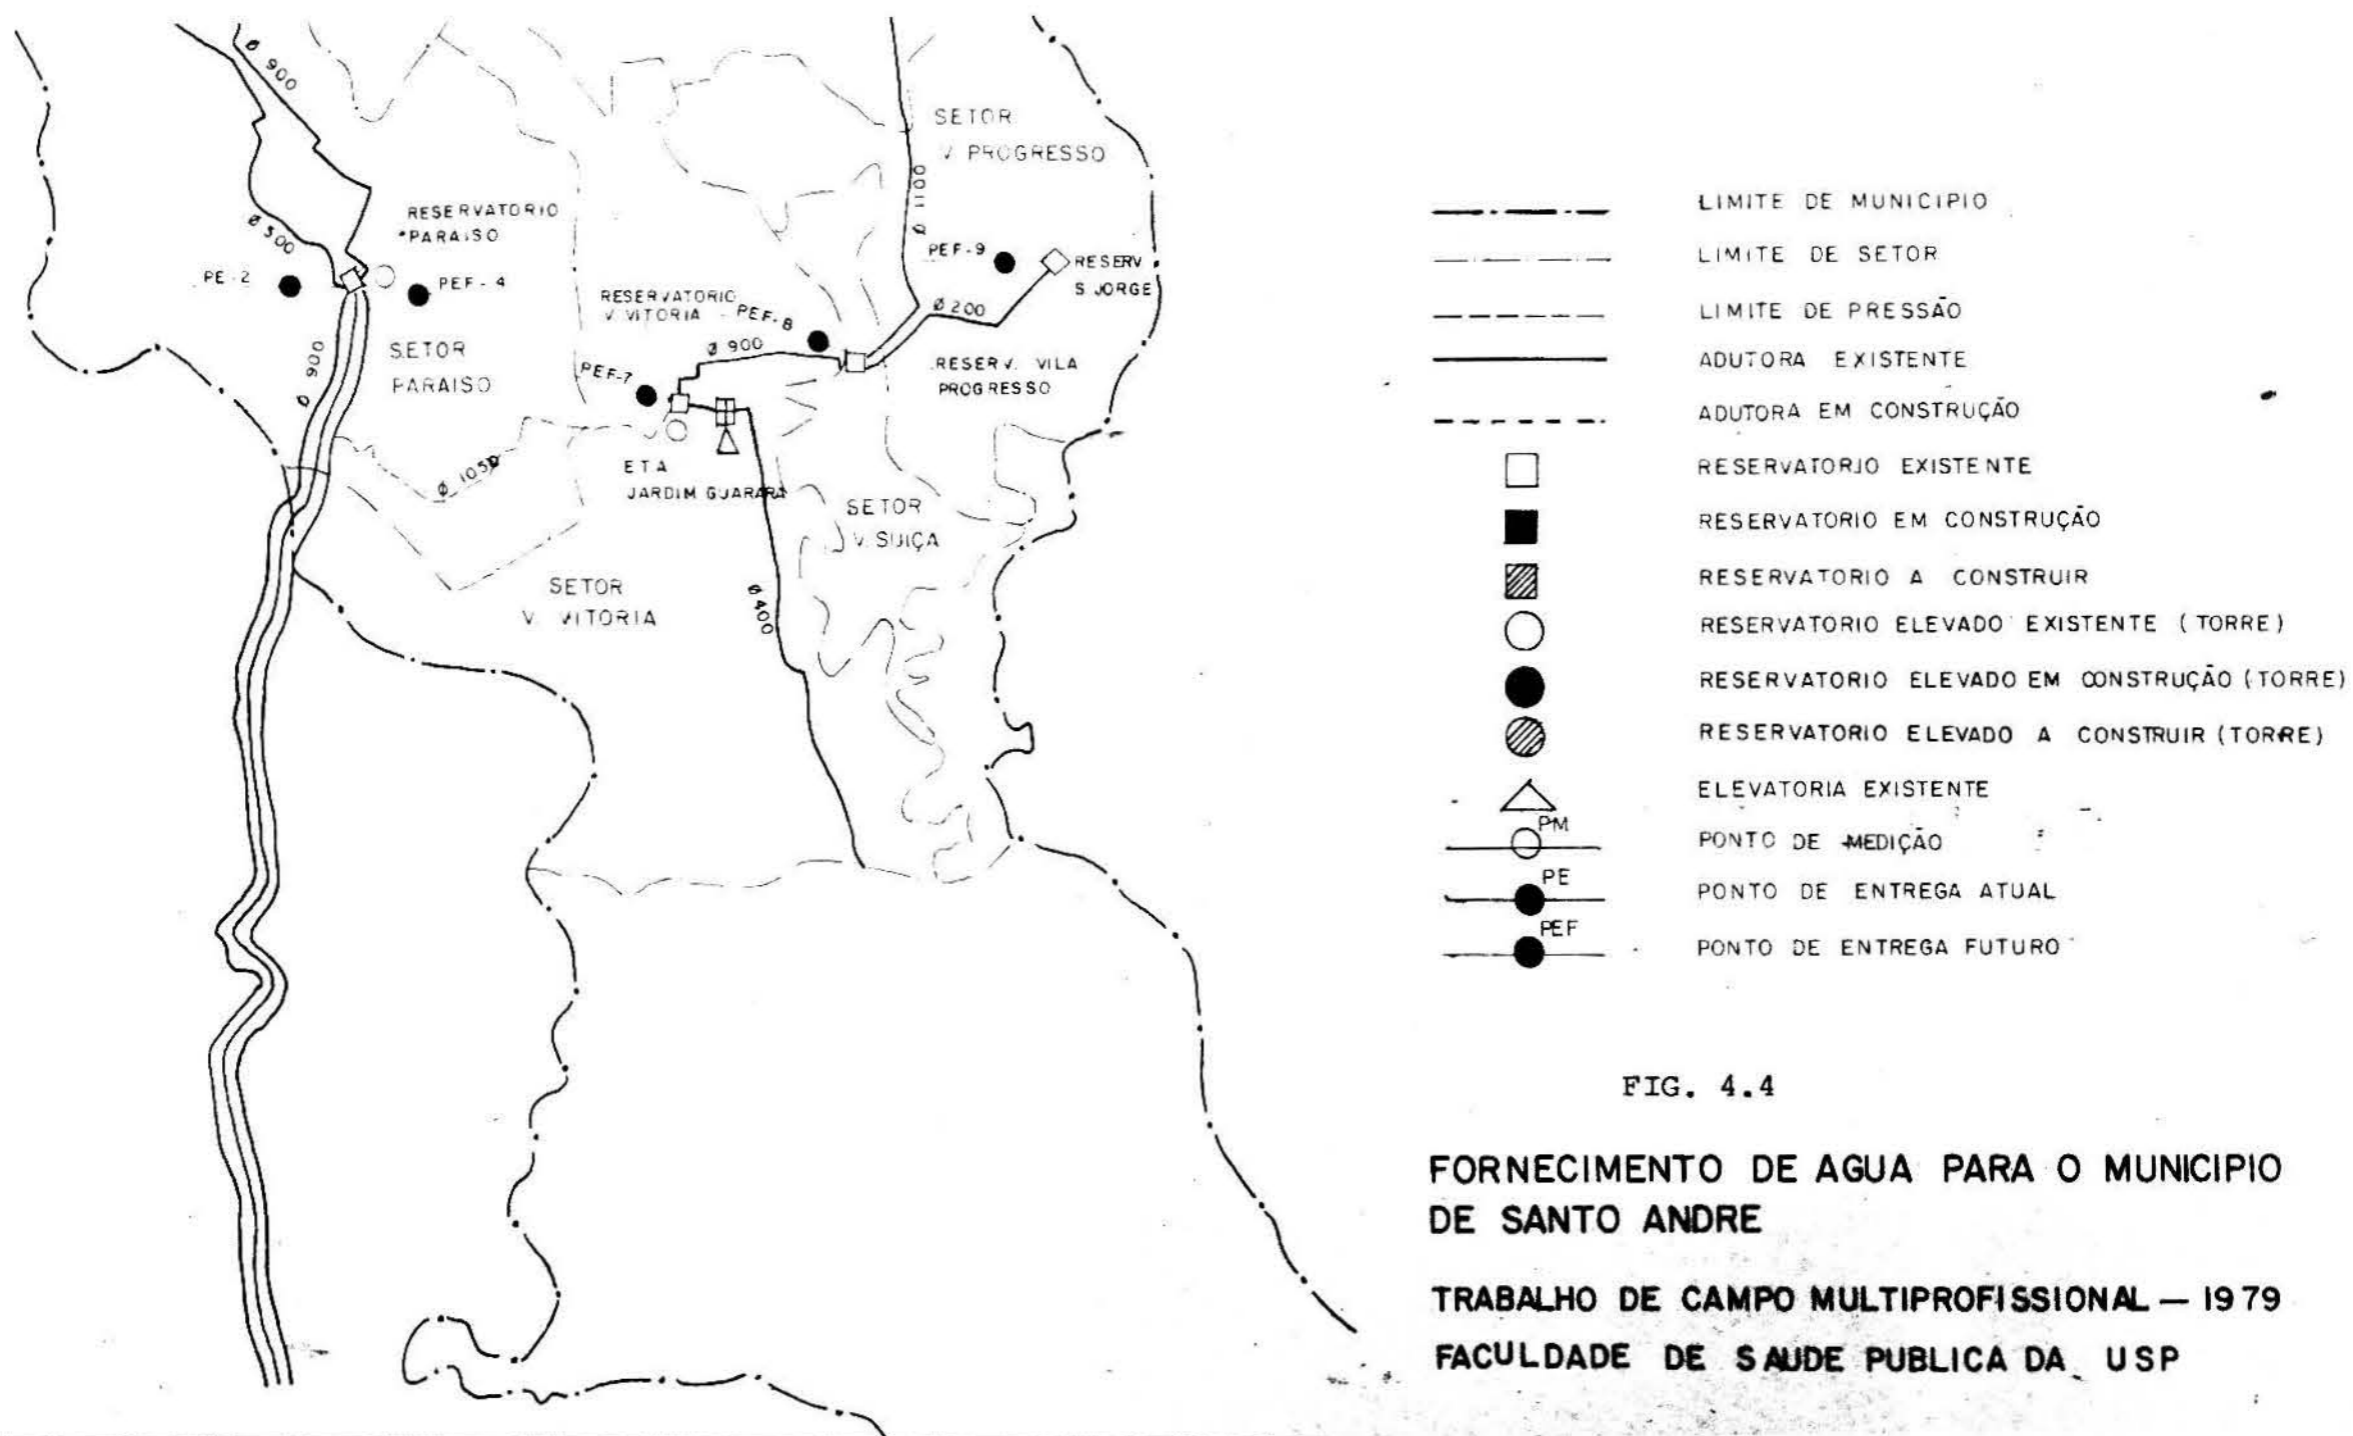 Ø 900
SETOR
V. PROGRESSO
Ø 1100
RESERVATORIO
PARAISO
Ø 500
PE-2
PEF-4
PEF-9
RESERV
S. JORGE
RESERVATORIO
V. VITORIA
PEF-8
Ø 200
Ø 900
SETOR
PARAISO
Ø 900
RESERV. VILA
PROGRESSO
PEF-7
Ø 1050
ETA
JARDIM GUARARA
SETOR
V. SUIÇA
SETOR
V. VITORIA
Ø 400
LIMITE DE MUNICIPIO
LIMITE DE SETOR
LIMITE DE PRESSÃO
ADUTORA EXISTENTE
ADUTORA EM CONSTRUÇÃO
RESERVATORIO EXISTENTE
RESERVATORIO EM CONSTRUÇÃO
RESERVATORIO A CONSTRUIR
RESERVATORIO ELEVADO EXISTENTE (TORRE)
RESERVATORIO ELEVADO EM CONSTRUÇÃO (TORRE)
RESERVATORIO ELEVADO A CONSTRUIR (TORRE)
ELEVATORIA EXISTENTE
PM
PONTO DE MEDIÇÃO
PE
PONTO DE ENTREGA ATUAL
PEF
PONTO DE ENTREGA FUTURO
FIG. 4.4
FORNECIMENTO DE AGUA PARA O MUNICIPIO
DE SANTO ANDRE
TRABALHO DE CAMPO MULTIPROFISSIONAL — 1979
FACULDADE DE SAUDE PUBLICA DA USP